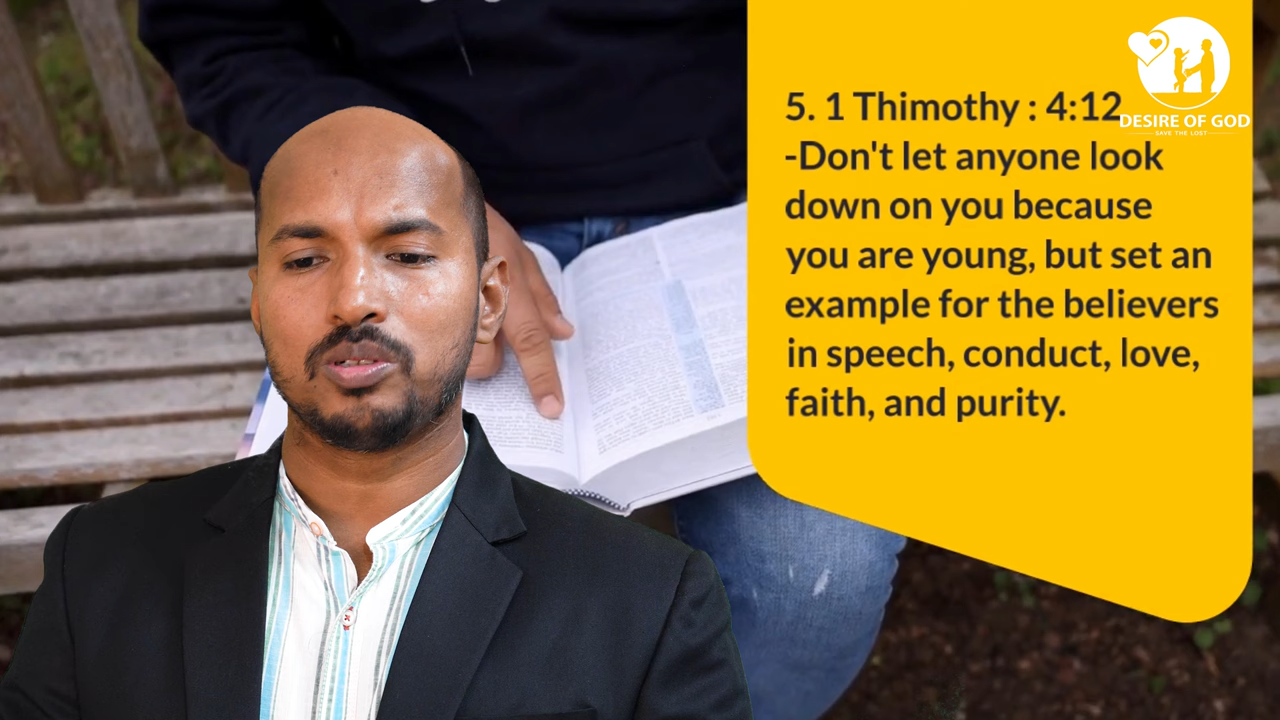 5. 1 Thimothy : 4:12
-Don't let anyone look
down on you because
you are young, but set an
example for the believers
in speech, conduct, love,
faith, and purity.
DESIRE OF GOD
SAVE THE LOST